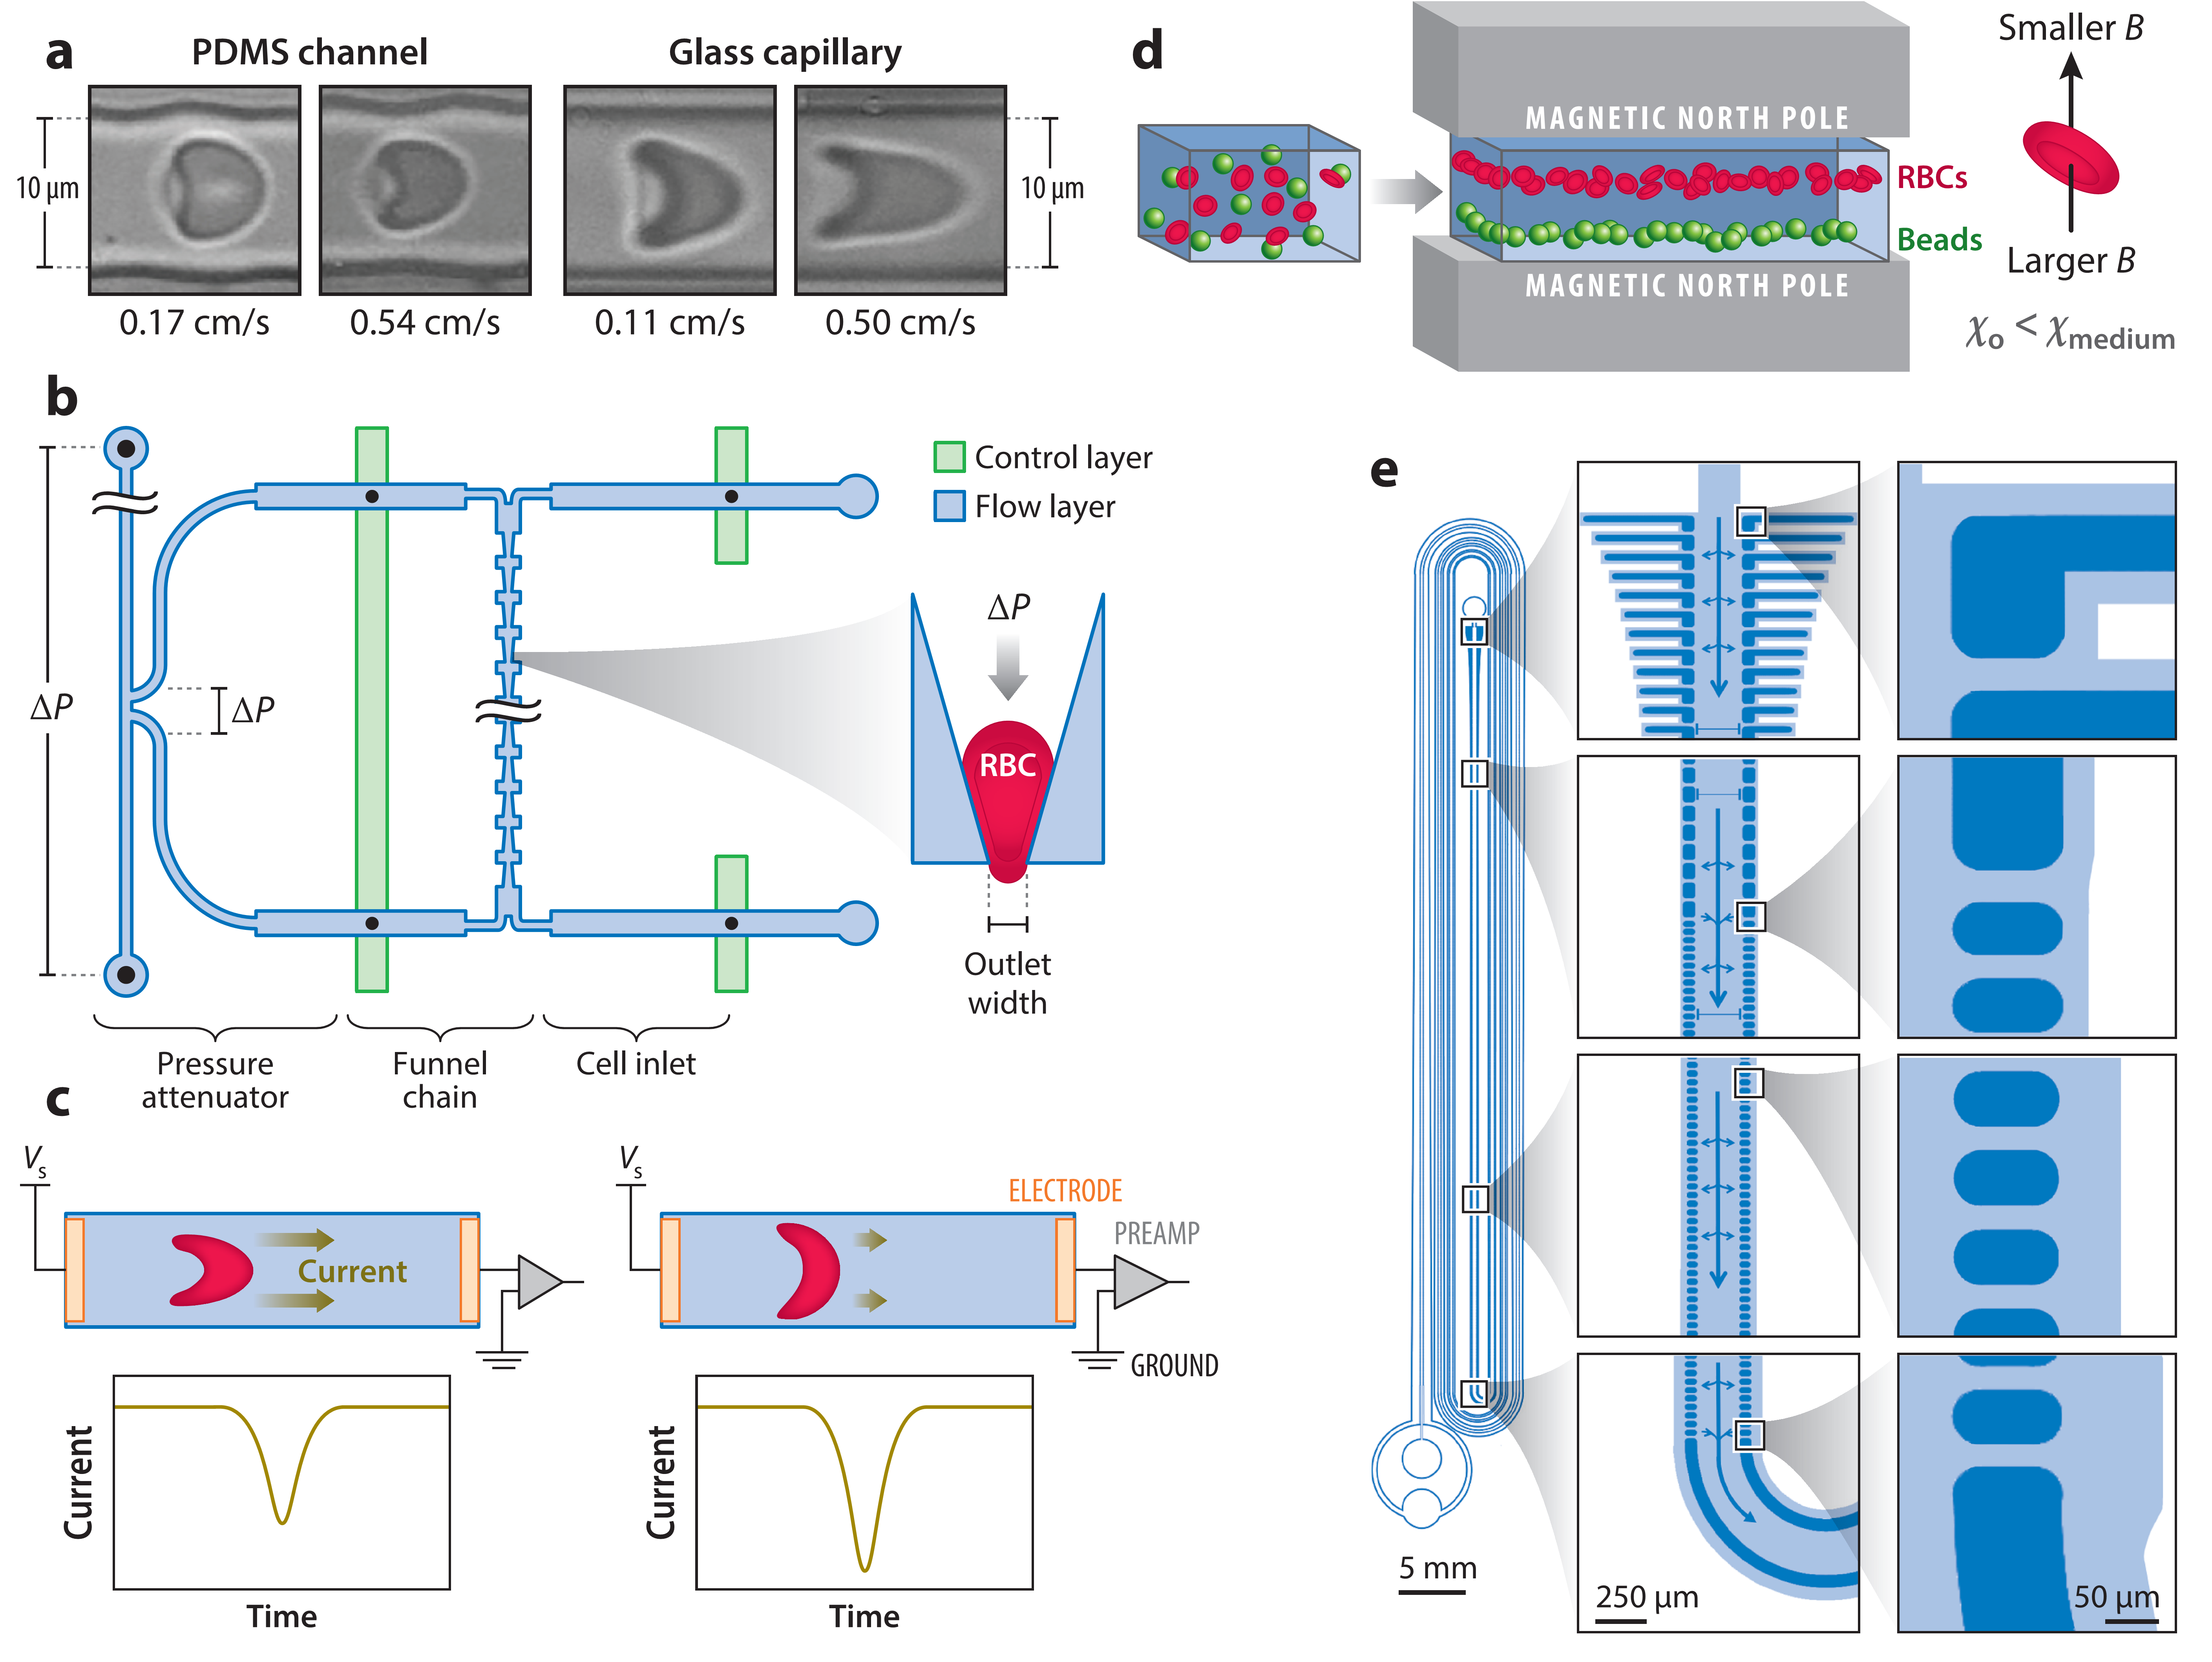 a
PDMS channel
Glass capillary
10 µm
10 µm
0.17 cm/s
0.54 cm/s
0.11 cm/s
0.50 cm/s
b
Control layer
Flow layer
ΔP
ΔP
ΔP
RBC
Outlet
width
Pressure
attenuator
Funnel
chain
Cell inlet
c
Vs
Current
Vs
ELECTRODE
PREAMP
GROUND
Current
Time
Current
Time
d
MAGNETIC NORTH POLE
RBCs
Beads
MAGNETIC NORTH POLE
Smaller B
Larger B
χo < χmedium
e
5 mm
250 µm
50 µm